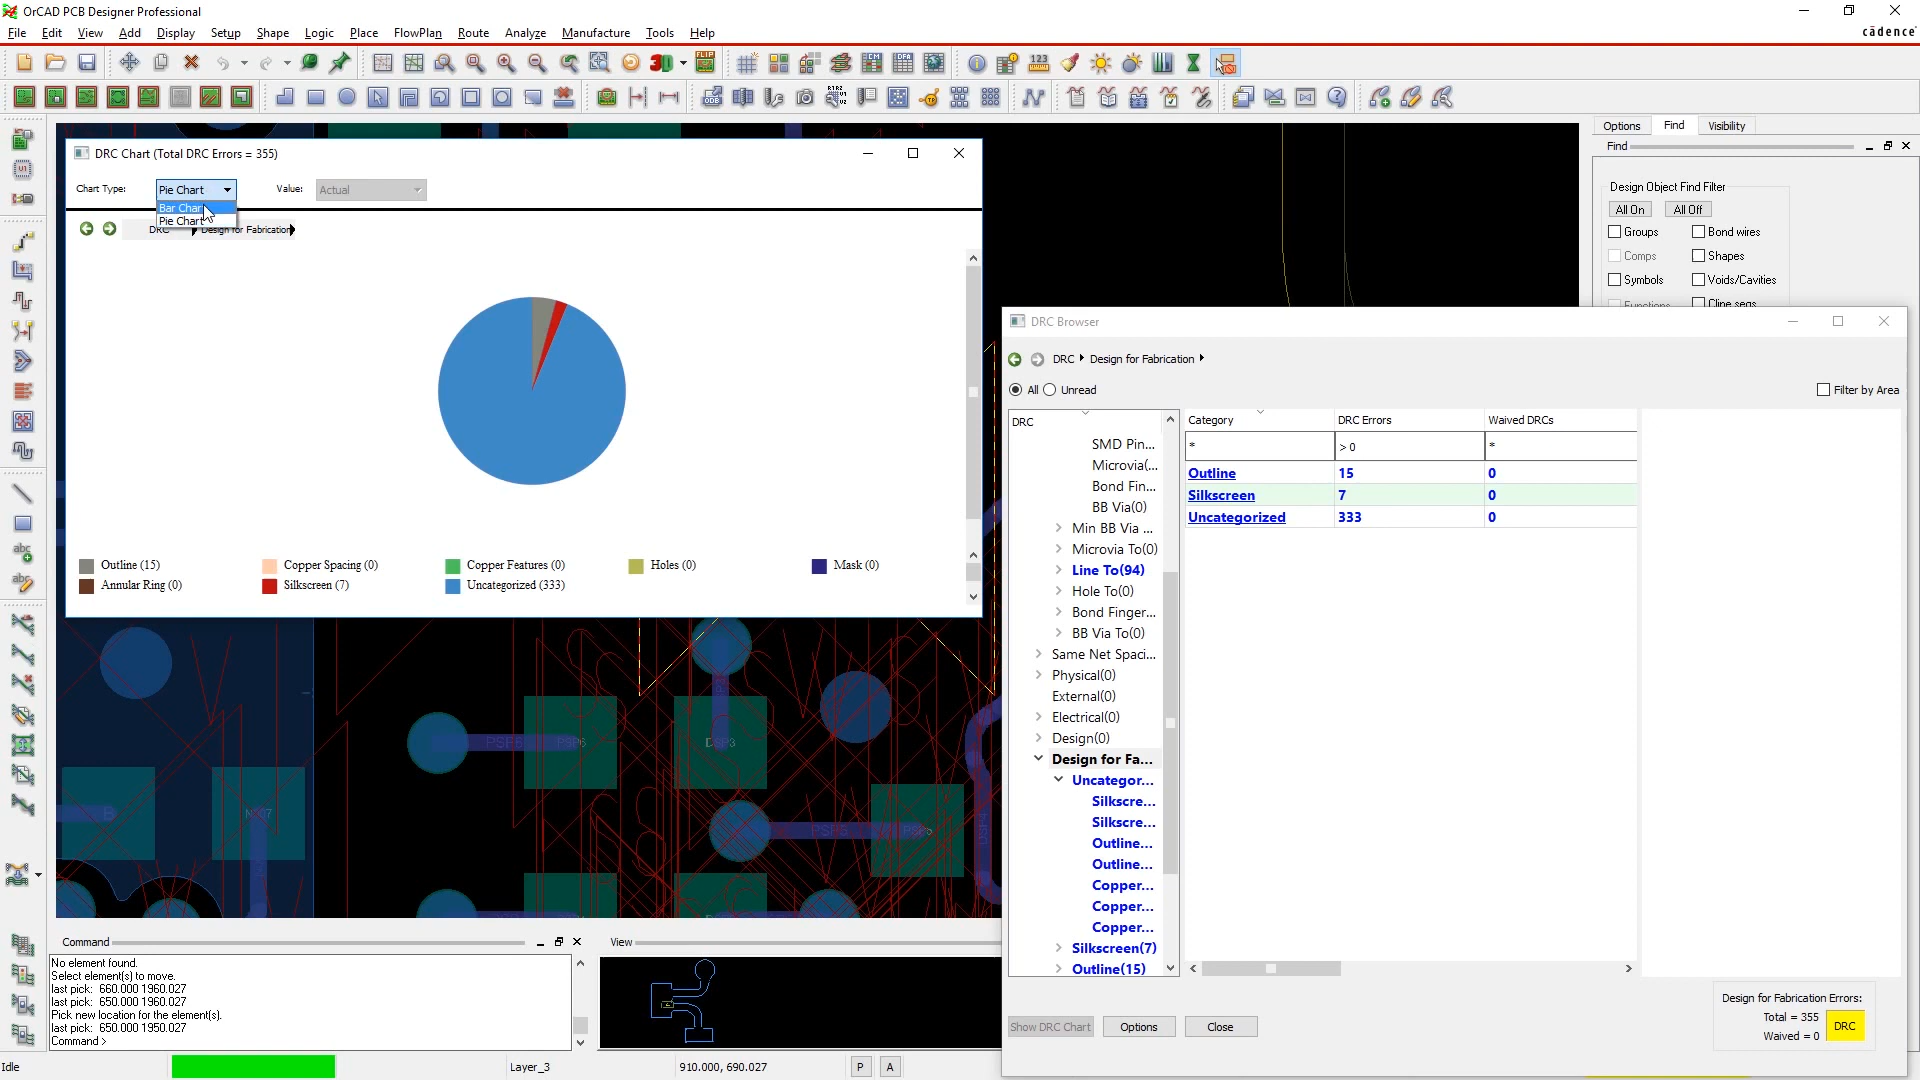 OrCAD PCB Designer Professional
File Edit View Add Display Setup Shape Logic Place FlowPlan Route Analyze Manufacture Tools Help
cādence
DRC Chart (Total DRC Errors = 355)
Chart Type: Pie Chart Value: Actual
Bar Char
Pie Chart
DRC Design for Fabrication
Outline (15) Copper Spacing (0) Copper Features (0) Holes (0) Mask (0)
Annular Ring (0) Silkscreen (7) Uncategorized (333)
Options Find Visibility
Find
Design Object Find Filter
All On All Off
Groups Bond wires
Comps Shapes
Symbols Voids/Cavities
Functions Cline segs
DRC Browser
DRC Design for Fabrication
All Unread Filter by Area
DRC
SMD Pin...
Microvia(...
Bond Fin...
BB Via(0)
Min BB Via ...
Microvia To(0)
Line To(94)
Hole To(0)
Bond Finger...
BB Via To(0)
Same Net Spaci...
Physical(0)
External(0)
Electrical(0)
Design(0)
Design for Fa...
Uncategor...
Silkscre...
Silkscre...
Outline...
Outline...
Copper...
Copper...
Copper...
Silkscreen(7)
Outline(15)
Category DRC Errors Waived DRCs
* > 0 *
Outline 15 0
Silkscreen 7 0
Uncategorized 333 0
Show DRC Chart Options Close
Design for Fabrication Errors:
Total = 355
Waived = 0
DRC
Command
No element found.
Select element(s) to move.
last pick: 660.000 1960.027
last pick: 650.000 1950.027
Pick new location for the element(s).
last pick: 650.000 1950.027
Command >
View
Idle Layer_3 910.000, 690.027 P A